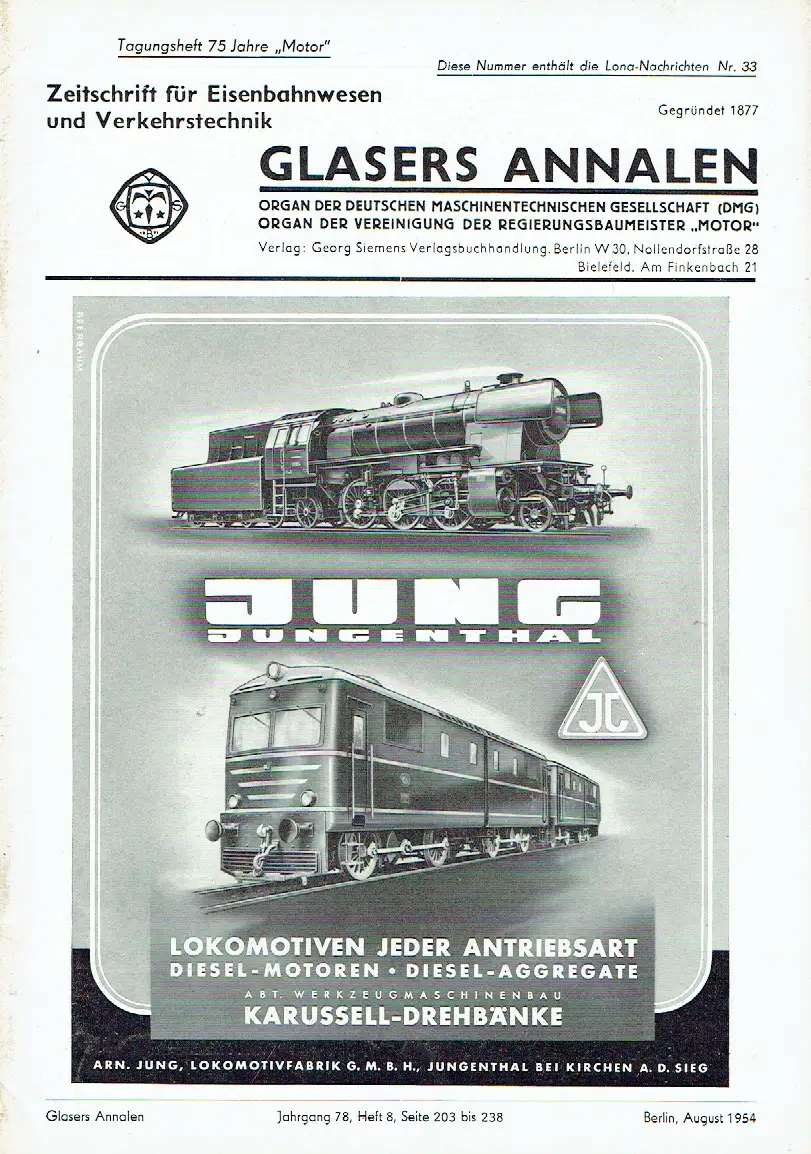 Tagungsheft 75 Jahre „Motor"
Diese Nummer enthält die Lona-Nachrichten Nr. 33
Zeitschrift für Eisenbahnwesen
und Verkehrstechnik
Gegründet 1877
GLASERS ANNALEN
ORGAN DER DEUTSCHEN MASCHINENTECHNISCHEN GESELLSCHAFT (DMG)
ORGAN DER VEREINIGUNG DER REGIERUNGSBAUMEISTER „MOTOR"
G V S
"B"
Verlag: Georg Siemens Verlagsbuchhandlung. Berlin W 30, Nollendorfstraße 28
Bielefeld. Am Finkenbach 21
BEERBAUM
JUNG
JUNGENTHAL
JJ
LOKOMOTIVEN JEDER ANTRIEBSART
DIESEL-MOTOREN • DIESEL-AGGREGATE
ABT. WERKZEUGMASCHINENBAU
KARUSSELL-DREHBÄNKE
ARN. JUNG, LOKOMOTIVFABRIK G. M. B. H., JUNGENTHAL BEI KIRCHEN A. D. SIEG
Glasers Annalen
Jahrgang 78, Heft 8, Seite 203 bis 238
Berlin, August 1954